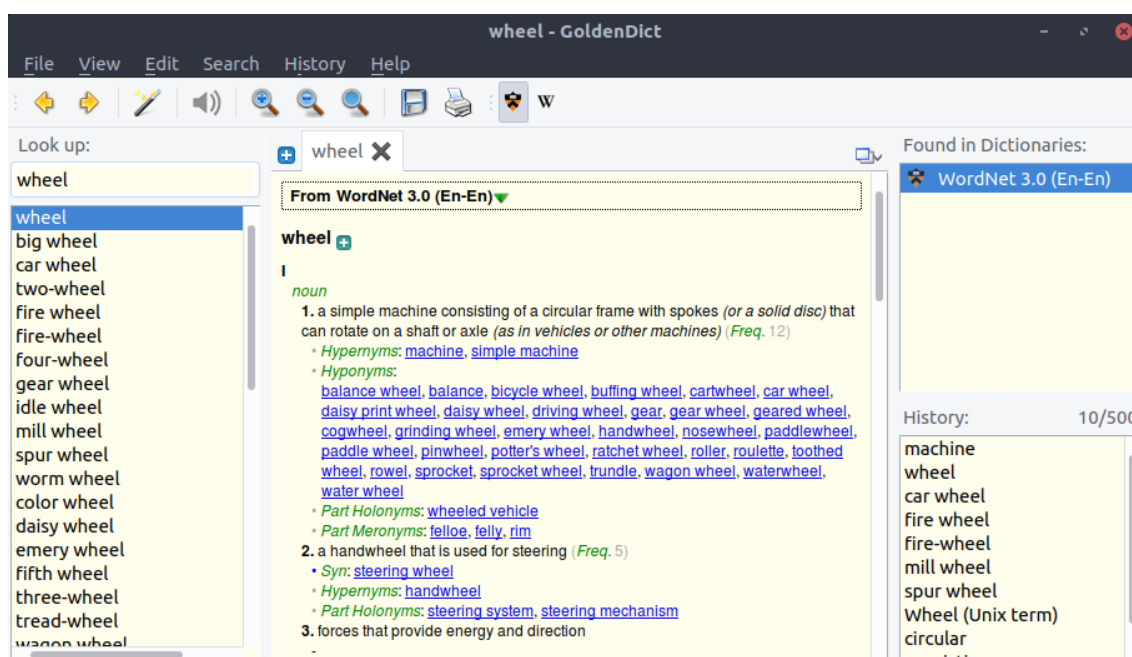 wheel - GoldenDict
File View Edit Search History Help
W
Look up:
wheel
wheel
big wheel
car wheel
two-wheel
fire wheel
fire-wheel
four-wheel
gear wheel
idle wheel
mill wheel
spur wheel
worm wheel
color wheel
daisy wheel
emery wheel
fifth wheel
three-wheel
tread-wheel
wagon wheel
wheel
From WordNet 3.0 (En-En)
wheel
I
noun
1. a simple machine consisting of a circular frame with spokes (or a solid disc) that
can rotate on a shaft or axle (as in vehicles or other machines) (Freq. 12)
• Hypernyms: machine, simple machine
• Hyponyms:
balance wheel, balance, bicycle wheel, buffing wheel, cartwheel, car wheel,
daisy print wheel, daisy wheel, driving wheel, gear, gear wheel, geared wheel,
cogwheel, grinding wheel, emery wheel, handwheel, nosewheel, paddlewheel,
paddle wheel, pinwheel, potter's wheel, ratchet wheel, roller, roulette, toothed
wheel, rowel, sprocket, sprocket wheel, trundle, wagon wheel, waterwheel,
water wheel
• Part Holonyms: wheeled vehicle
• Part Meronyms: felloe, felly, rim
2. a handwheel that is used for steering (Freq. 5)
• Syn: steering wheel
• Hypernyms: handwheel
• Part Holonyms: steering system, steering mechanism
3. forces that provide energy and direction
Found in Dictionaries:
WordNet 3.0 (En-En)
History: 10/500
machine
wheel
car wheel
fire wheel
fire-wheel
mill wheel
spur wheel
Wheel (Unix term)
circular